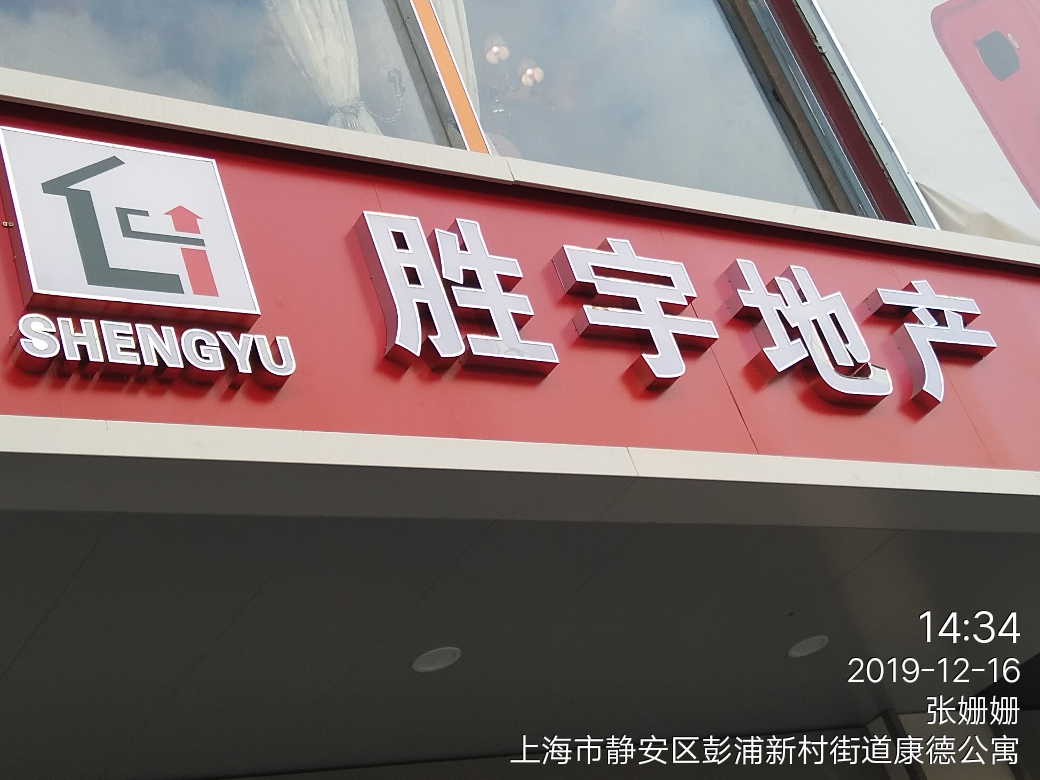 SHENGYU
胜宇地产
14:34
2019-12-16
张姗姗
上海市静安区彭浦新村街道康德公寓